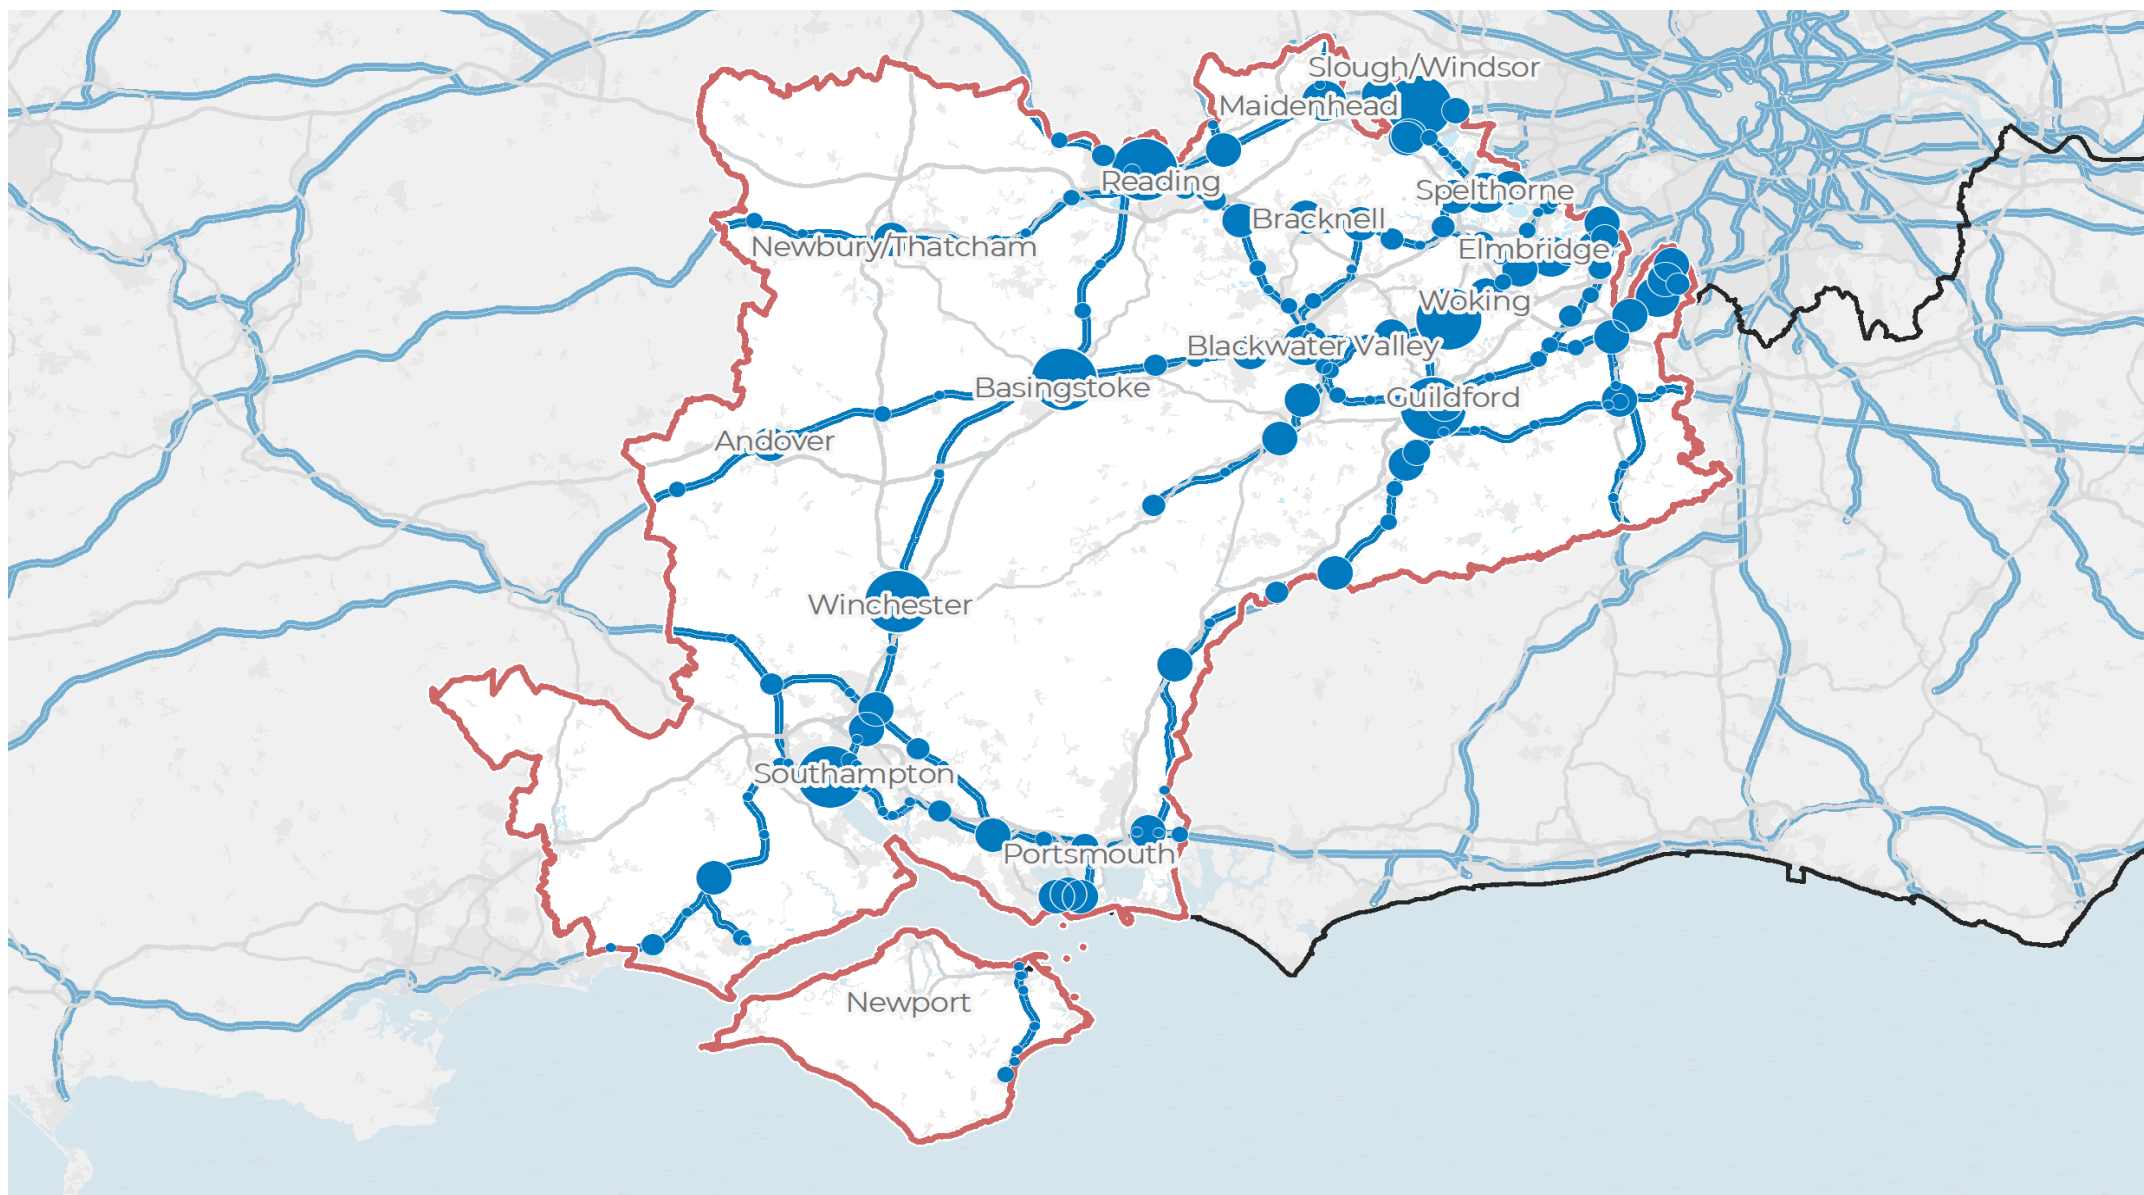 Slough/Windsor
Maidenhead
Reading
Spelthorne
Bracknell
Newbury/Thatcham
Elmbridge
Woking
Blackwater Valley
Basingstoke
Guildford
Andover
Winchester
Southampton
Portsmouth
Newport